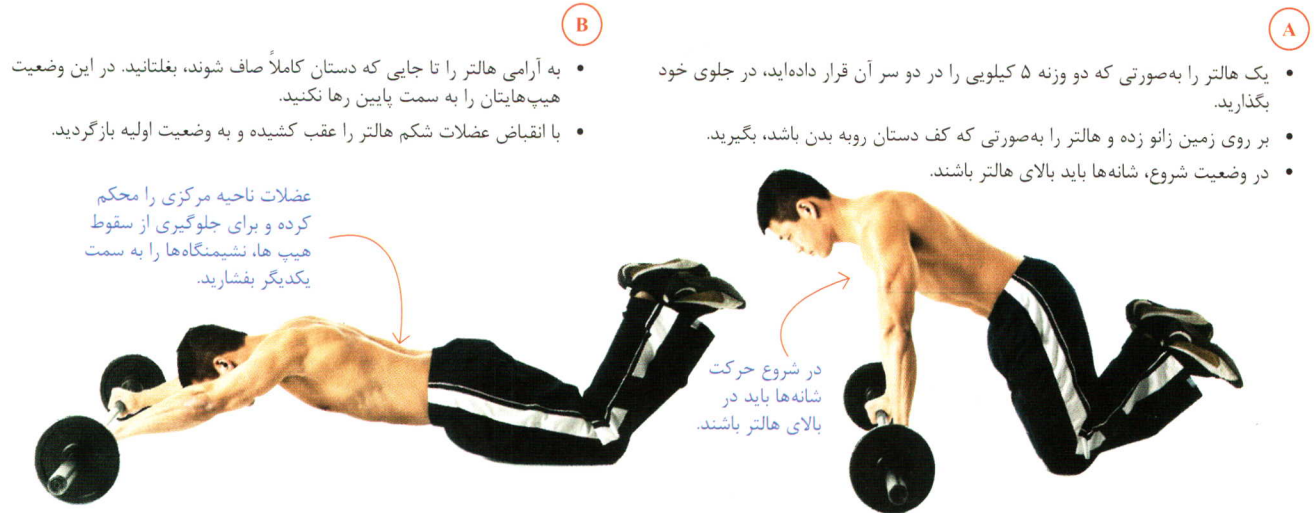 A
• یک هالتر را به‌صورتی که دو وزنه ۵ کیلویی را در دو سر آن قرار داده‌اید، در جلوی خود
بگذارید.
• بر روی زمین زانو زده و هالتر را به‌صورتی که کف دستان روبه بدن باشد، بگیرید.
• در وضعیت شروع، شانه‌ها باید بالای هالتر باشند.
در شروع حرکت
شانه‌ها باید در
بالای هالتر باشند.
B
• به آرامی هالتر را تا جایی که دستان کاملاً صاف شوند، بغلتانید. در این وضعیت
هیپ‌هایتان را به سمت پایین رها نکنید.
• با انقباض عضلات شکم هالتر را عقب کشیده و به وضعیت اولیه بازگردید.
عضلات ناحیه مرکزی را محکم
کرده و برای جلوگیری از سقوط
هیپ ها، نشیمنگاه‌ها را به سمت
یکدیگر بفشارید.